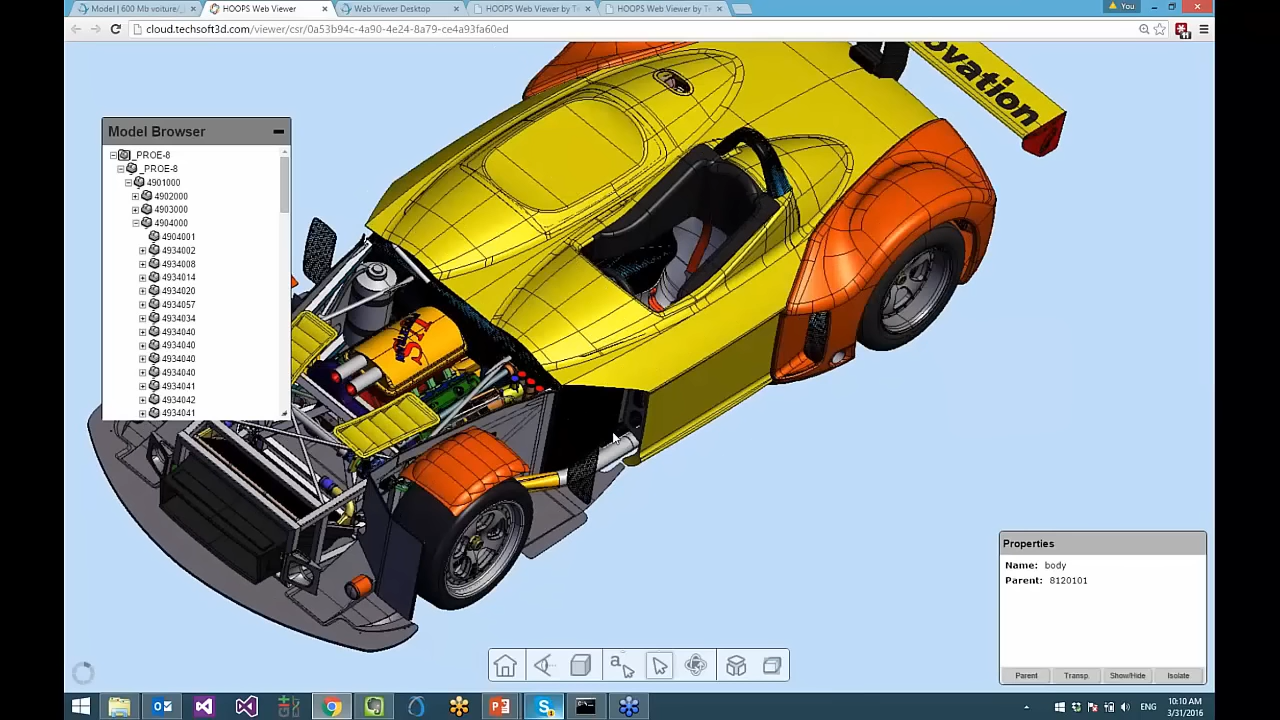 Model | 600 Mb voiture/
HOOPS Web Viewer
Web Viewer Desktop
HOOPS Web Viewer by T
HOOPS Web Viewer by T
You
cloud.techsoft3d.com/viewer/csr/0a53b94c-4a90-4e24-8a79-ce4a93fa60ed
ovation
Model Browser
_PROE-8
_PROE-8
4901000
4902000
4903000
4904000
4904001
4934002
4934008
4934014
4934020
4934057
4934034
4934040
4934040
4934040
4934040
4934041
4934042
4934041
Properties
Name: body
Parent: 8120101
Parent
Transp.
Show/Hide
Isolate
ENG
10:10 AM
3/31/2016